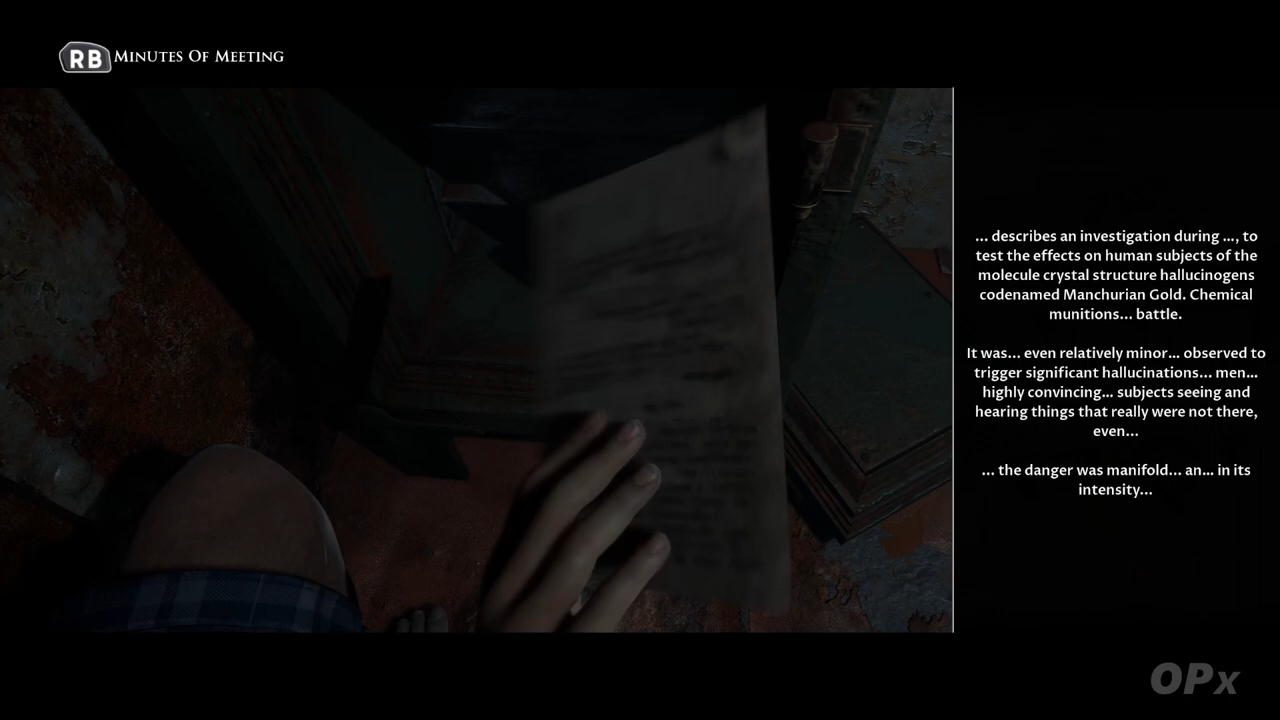 RB MINUTES OF MEETING
... describes an investigation during ..., to
test the effects on human subjects of the
molecule crystal structure hallucinogens
codenamed Manchurian Gold. Chemical
munitions... battle.
It was... even relatively minor... observed to
trigger significant hallucinations... men...
highly convincing... subjects seeing and
hearing things that really were not there,
even...
... the danger was manifold... an... in its
intensity...
OPx